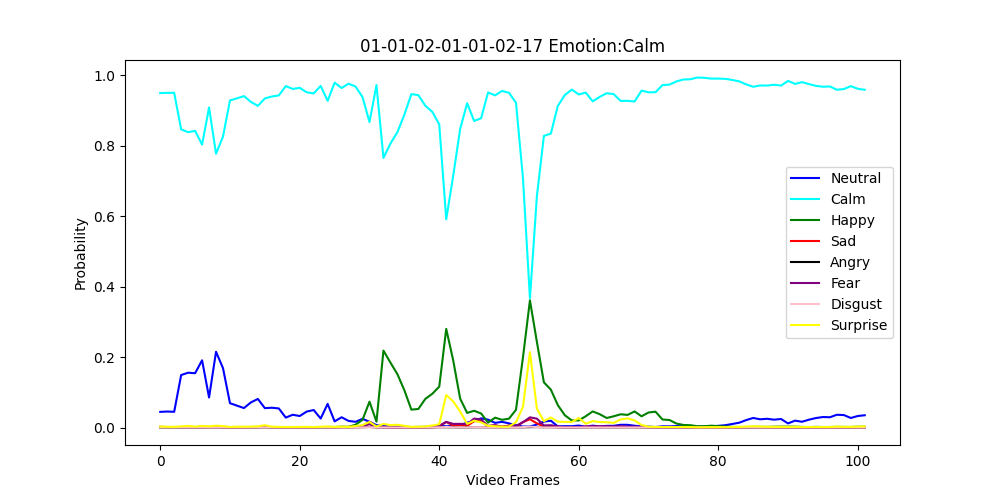 01-01-02-01-01-02-17 Emotion:Calm
1.0
0.8
0.6
0.4
0.2
0.0
Probability
0 20 40 60 80 100
Video Frames
Neutral
Calm
Happy
Sad
Angry
Fear
Disgust
Surprise